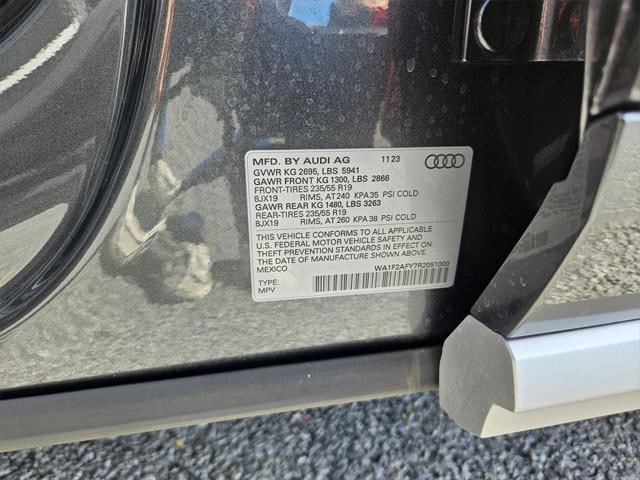 MFD. BY AUDI AG 11 23
GVWR KG 2695, LBS 5941
GAWR FRONT KG 1300, LBS 2866
FRONT-TIRES 235/55 R19
8JX19 RIMS, AT 240 KPA 35 PSI COLD
GAWR REAR KG 1480, LBS 3263
REAR-TIRES 235/55 R19
8JX19 RIMS, AT 260 KPA 38 PSI COLD
THIS VEHICLE CONFORMS TO ALL APPLICABLE
U.S. FEDERAL MOTOR VEHICLE SAFETY AND
THEFT PREVENTION STANDARDS IN EFFECT ON
THE DATE OF MANUFACTURE SHOWN ABOVE.
MEXICO WA1F2AFY7R2051000
TYPE:
MPV